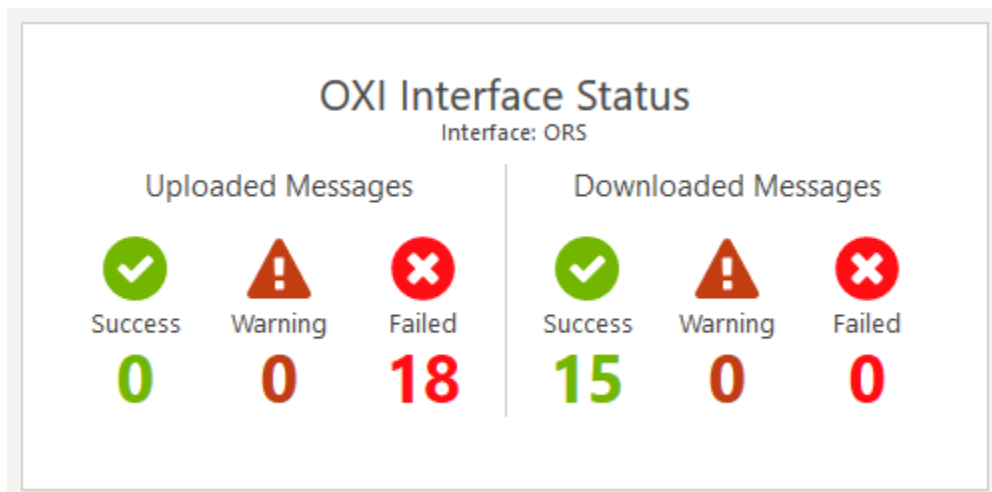 OXI Interface Status
Interface: ORS
Uploaded Messages
Success Warning Failed
0 0 18
Downloaded Messages
Success Warning Failed
15 0 0